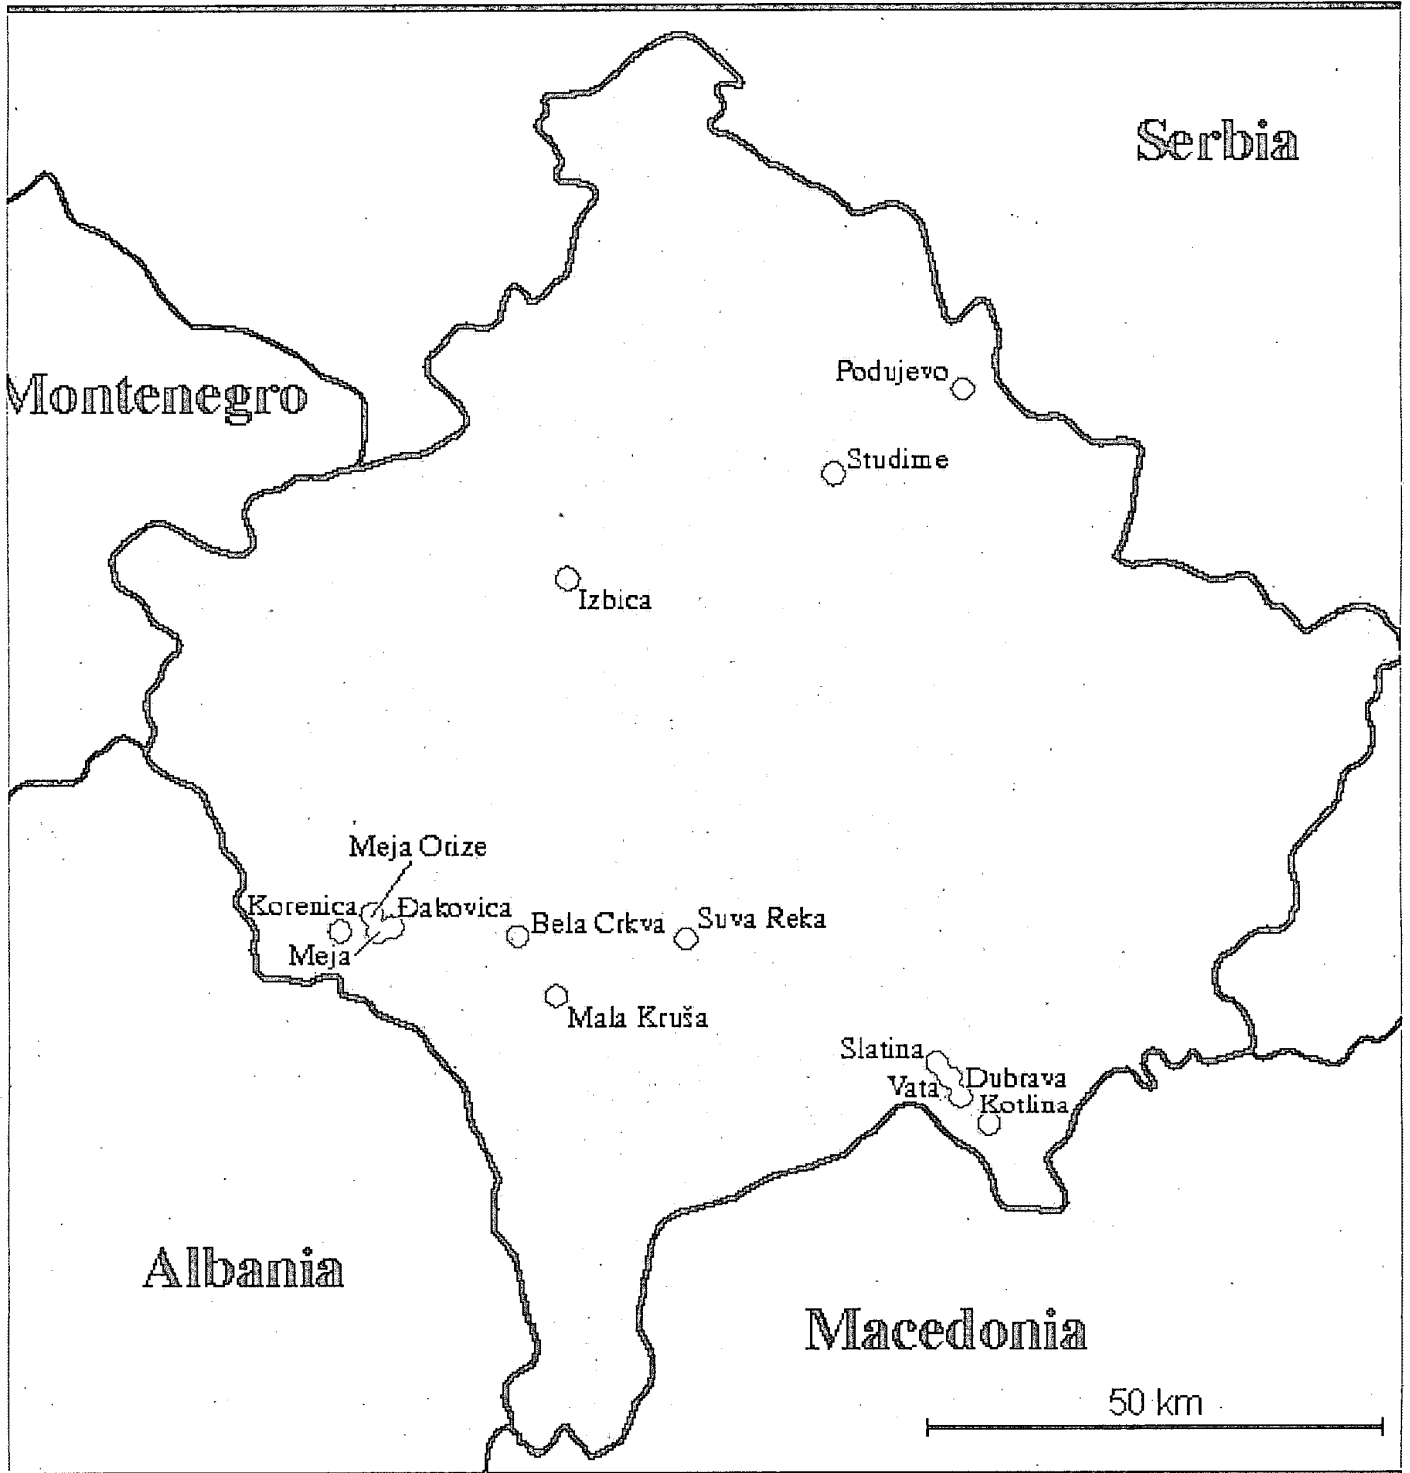 Serbia
Montenegro
Podujevo
Studime
Izbica
Meja Orize
Korenica
Đakovica
Bela Crkva
Suva Reka
Meja
Mala Kruša
Slatina
Dubrava
Vata
Kotlina
Albania
Macedonia
50 km